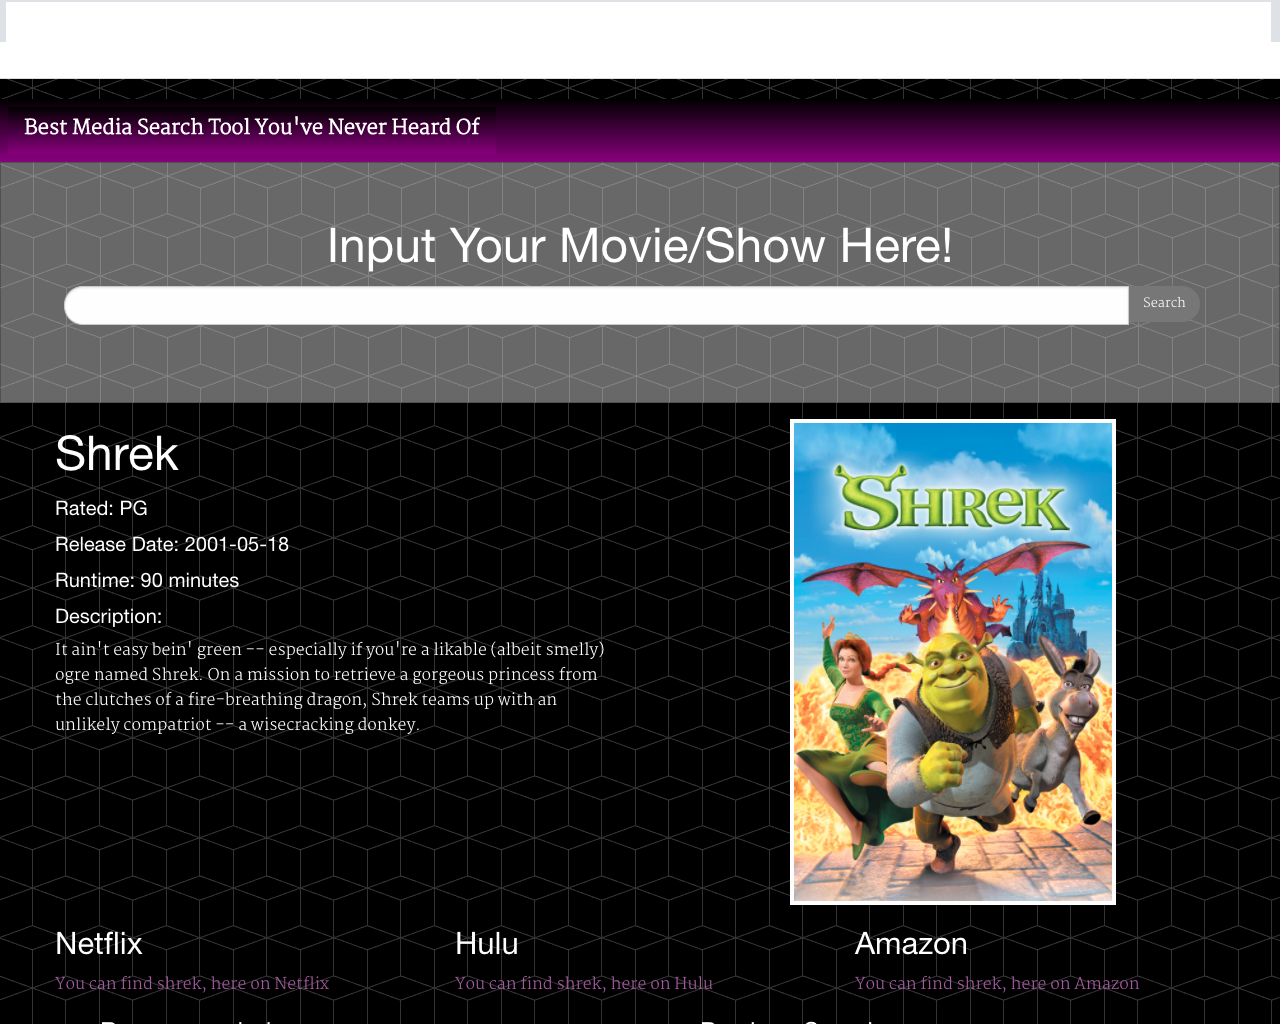 Best Media Search Tool You've Never Heard Of
Input Your Movie/Show Here!
Search
Shrek
Rated: PG
Release Date: 2001-05-18
Runtime: 90 minutes
Description:
It ain't easy bein' green -- especially if you're a likable (albeit smelly)
ogre named Shrek. On a mission to retrieve a gorgeous princess from
the clutches of a fire-breathing dragon, Shrek teams up with an
unlikely compatriot -- a wisecracking donkey.
SHREK
Netflix
Hulu
Amazon
You can find shrek, here on Netflix
You can find shrek, here on Hulu
You can find shrek, here on Amazon